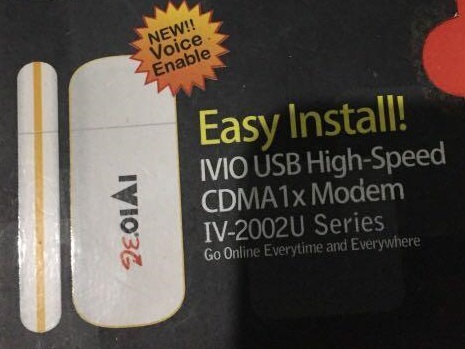 NEW!!
Voice
Enable
Easy Install!
IVIO USB High-Speed
CDMA1x Modem
IV-2002U Series
Go Online Everytime and Everywhere
IVIO3G